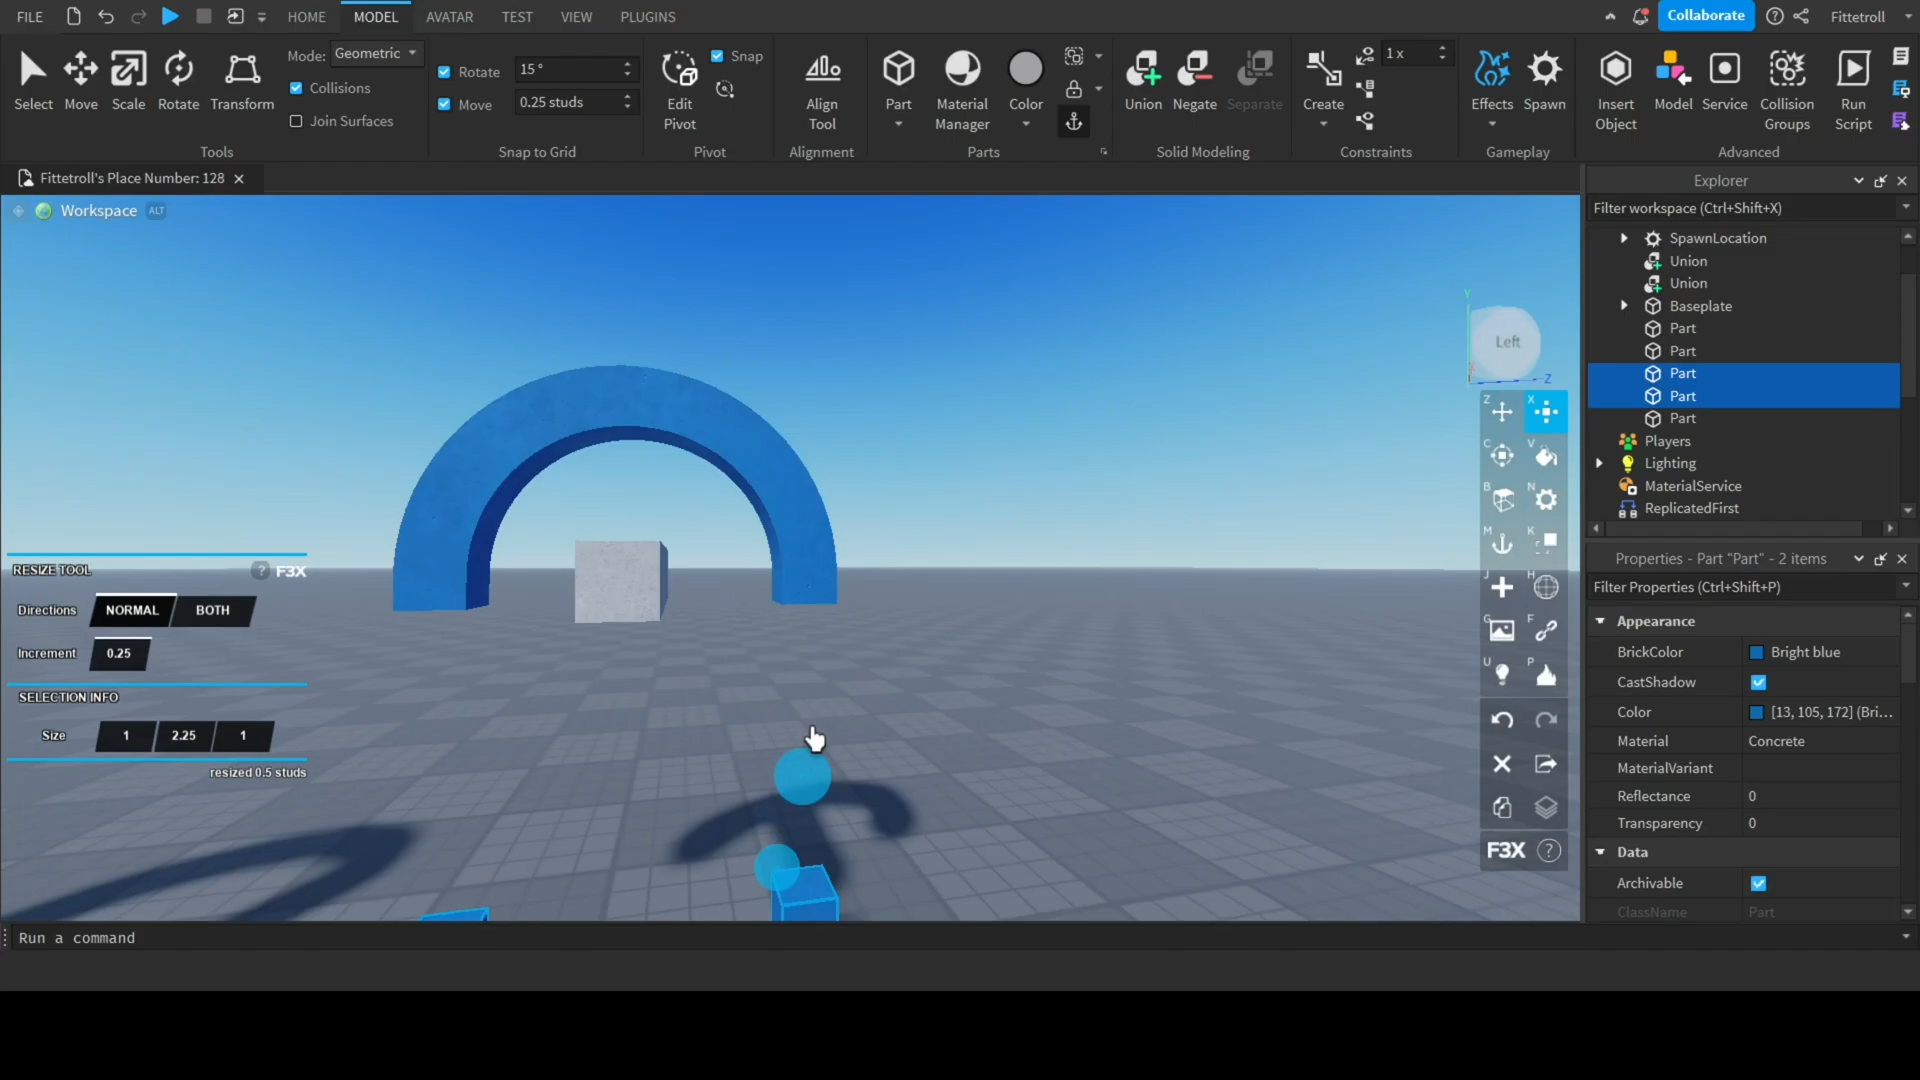 FILE HOME MODEL AVATAR TEST VIEW PLUGINS Collaborate Fittetroll
Select Move Scale Rotate Transform
Mode: Geometric
Collisions
Join Surfaces
Tools
Rotate 15 °
Move 0.25 studs
Snap to Grid
Edit Pivot
Snap
Pivot
Align Tool
Alignment
Part
Material Manager
Color
Parts
Union Negate Separate
Solid Modeling
Create
1 x
Constraints
Effects Spawn
Gameplay
Insert Object
Model
Service
Collision Groups
Run Script
Advanced
Fittetroll's Place Number: 128
Workspace ALT
Explorer
Filter workspace (Ctrl+Shift+X)
SpawnLocation
Union
Union
Baseplate
Part
Part
Part
Part
Part
Players
Lighting
MaterialService
ReplicatedFirst
Y
Left
X
Z
Z X
C V
B N
M K
J H
G F
U P
F3X ?
RESIZE TOOL ? F3X
Directions NORMAL BOTH
Increment 0.25
SELECTION INFO
Size 1 2.25 1
resized 0.5 studs
Properties - Part "Part" - 2 items
Filter Properties (Ctrl+Shift+P)
Appearance
BrickColor Bright blue
CastShadow
Color [13, 105, 172] (Bri...
Material Concrete
MaterialVariant
Reflectance 0
Transparency 0
Data
Archivable
ClassName Part
Run a command